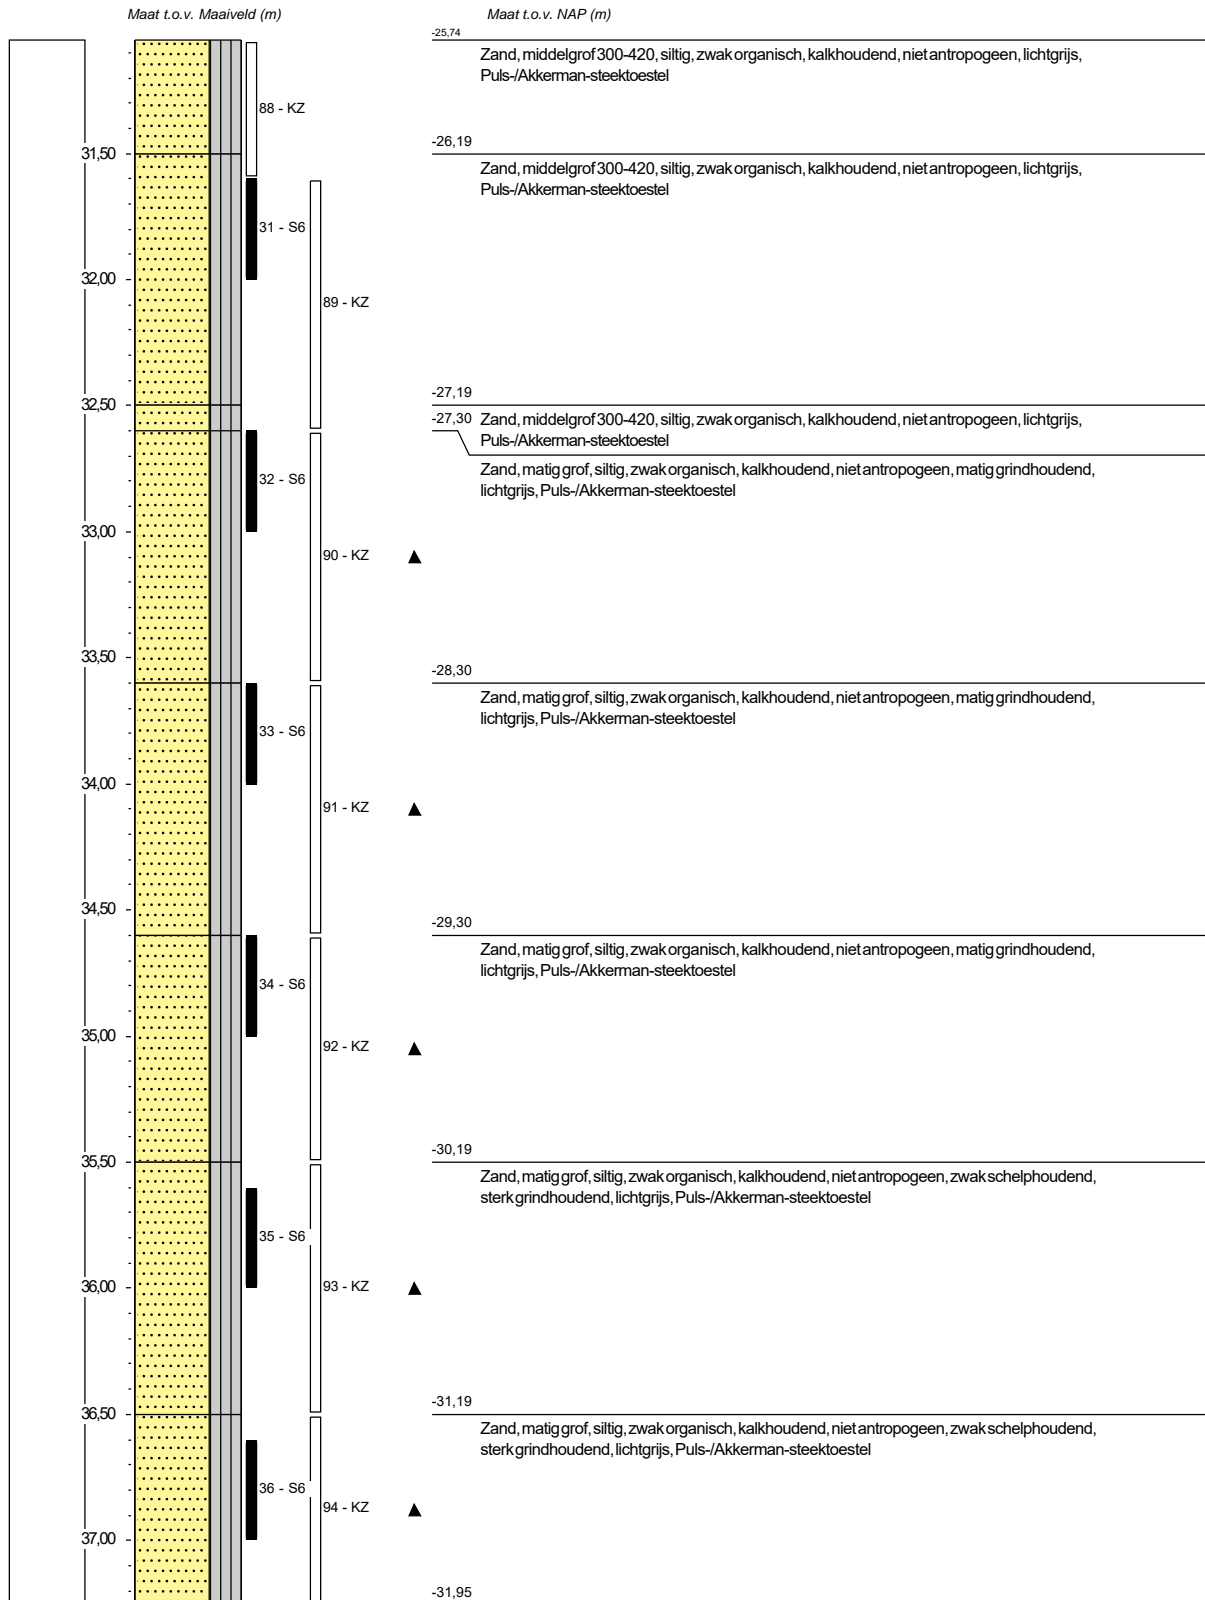 Maat t.o.v. Maaiveld (m)
Maat t.o.v. NAP (m)
-25,74
Zand, middelgrof 300-420, siltig, zwak organisch, kalkhoudend, niet antropogeen, lichtgrijs,
Puls-/Akkerman-steektoestel
88 - KZ
-26,19
31,50
Zand, middelgrof 300-420, siltig, zwak organisch, kalkhoudend, niet antropogeen, lichtgrijs,
Puls-/Akkerman-steektoestel
31 - S6
32,00
89 - KZ
-27,19
32,50
-27,30
Zand, middelgrof 300-420, siltig, zwak organisch, kalkhoudend, niet antropogeen, lichtgrijs,
Puls-/Akkerman-steektoestel
Zand, matig grof, siltig, zwak organisch, kalkhoudend, niet antropogeen, matig grindhoudend,
lichtgrijs, Puls-/Akkerman-steektoestel
32 - S6
33,00
90 - KZ
33,50
-28,30
Zand, matig grof, siltig, zwak organisch, kalkhoudend, niet antropogeen, matig grindhoudend,
lichtgrijs, Puls-/Akkerman-steektoestel
33 - S6
34,00
91 - KZ
34,50
-29,30
Zand, matig grof, siltig, zwak organisch, kalkhoudend, niet antropogeen, matig grindhoudend,
lichtgrijs, Puls-/Akkerman-steektoestel
34 - S6
35,00
92 - KZ
-30,19
35,50
Zand, matig grof, siltig, zwak organisch, kalkhoudend, niet antropogeen, zwak schelphoudend,
sterk grindhoudend, lichtgrijs, Puls-/Akkerman-steektoestel
35 - S6
36,00
93 - KZ
-31,19
36,50
Zand, matig grof, siltig, zwak organisch, kalkhoudend, niet antropogeen, zwak schelphoudend,
sterk grindhoudend, lichtgrijs, Puls-/Akkerman-steektoestel
36 - S6
94 - KZ
37,00
-31,95